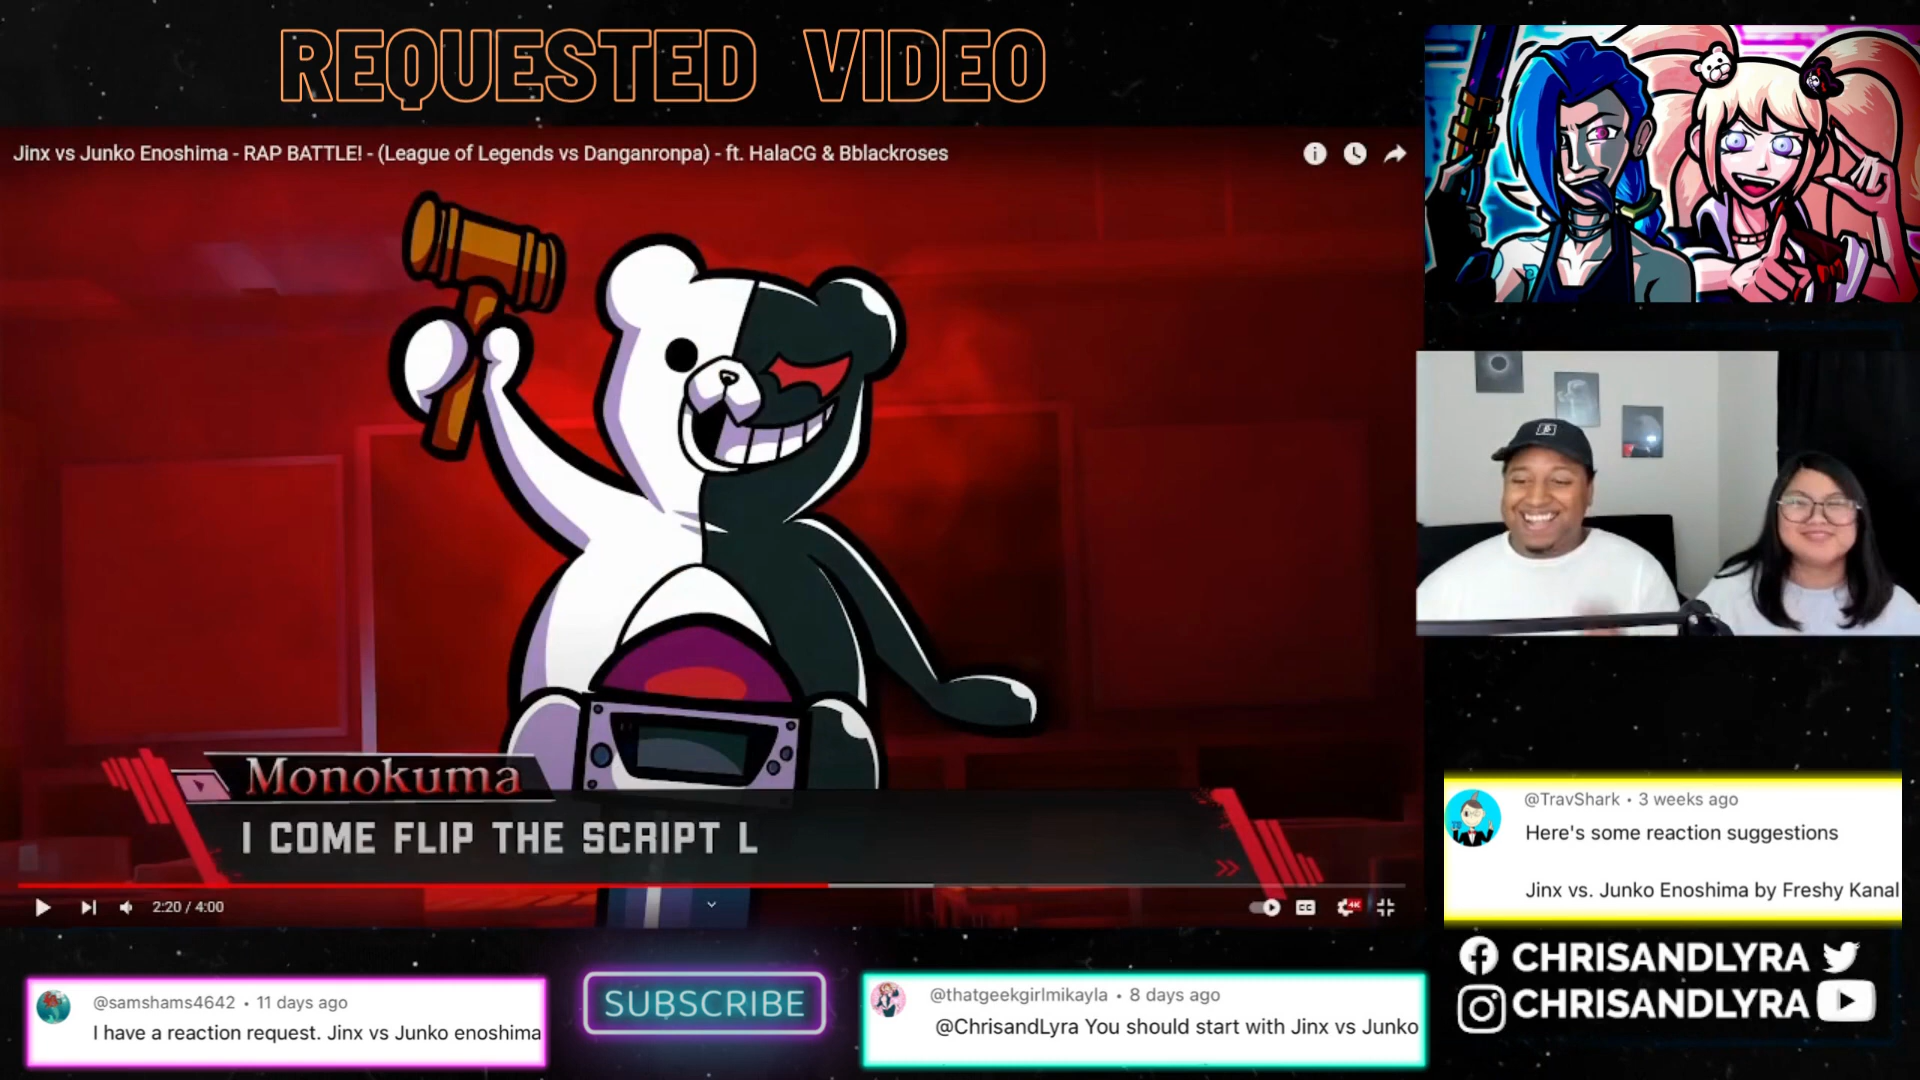 REQUESTED VIDEO
Jinx vs Junko Enoshima - RAP BATTLE! - (League of Legends vs Danganronpa) - ft. HalaCG & Bblackroses
Monokuma
I COME FLIP THE SCRIPT L
2:20 / 4:00
CC
4K
@TravShark • 3 weeks ago
Here's some reaction suggestions
Jinx vs. Junko Enoshima by Freshy Kanal
CHRISANDLYRA
CHRISANDLYRA
@samshams4642 • 11 days ago
I have a reaction request. Jinx vs Junko enoshima
SUBSCRIBE
@thatgeekgirlmikayla • 8 days ago
@ChrisandLyra You should start with Jinx vs Junko